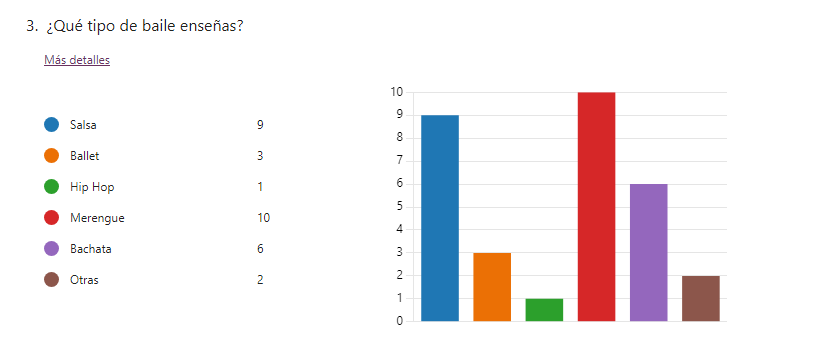 3. ¿Qué tipo de baile enseñas?
Más detalles
Salsa 9
Ballet 3
Hip Hop 1
Merengue 10
Bachata 6
Otras 2
10
9
8
7
6
5
4
3
2
1
0